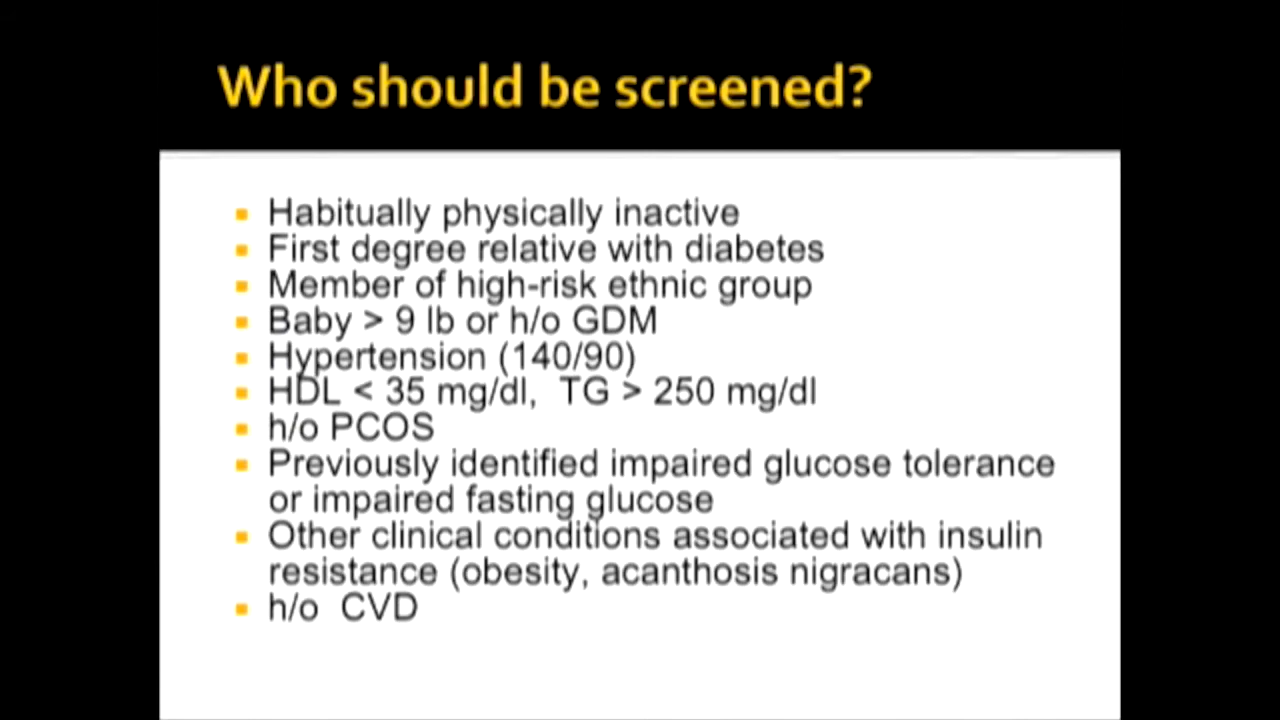 Who should be screened?
Habitually physically inactive
First degree relative with diabetes
Member of high-risk ethnic group
Baby > 9 lb or h/o GDM
Hypertension (140/90)
HDL < 35 mg/dl, TG > 250 mg/dl
h/o PCOS
Previously identified impaired glucose tolerance
or impaired fasting glucose
Other clinical conditions associated with insulin
resistance (obesity, acanthosis nigracans)
h/o CVD